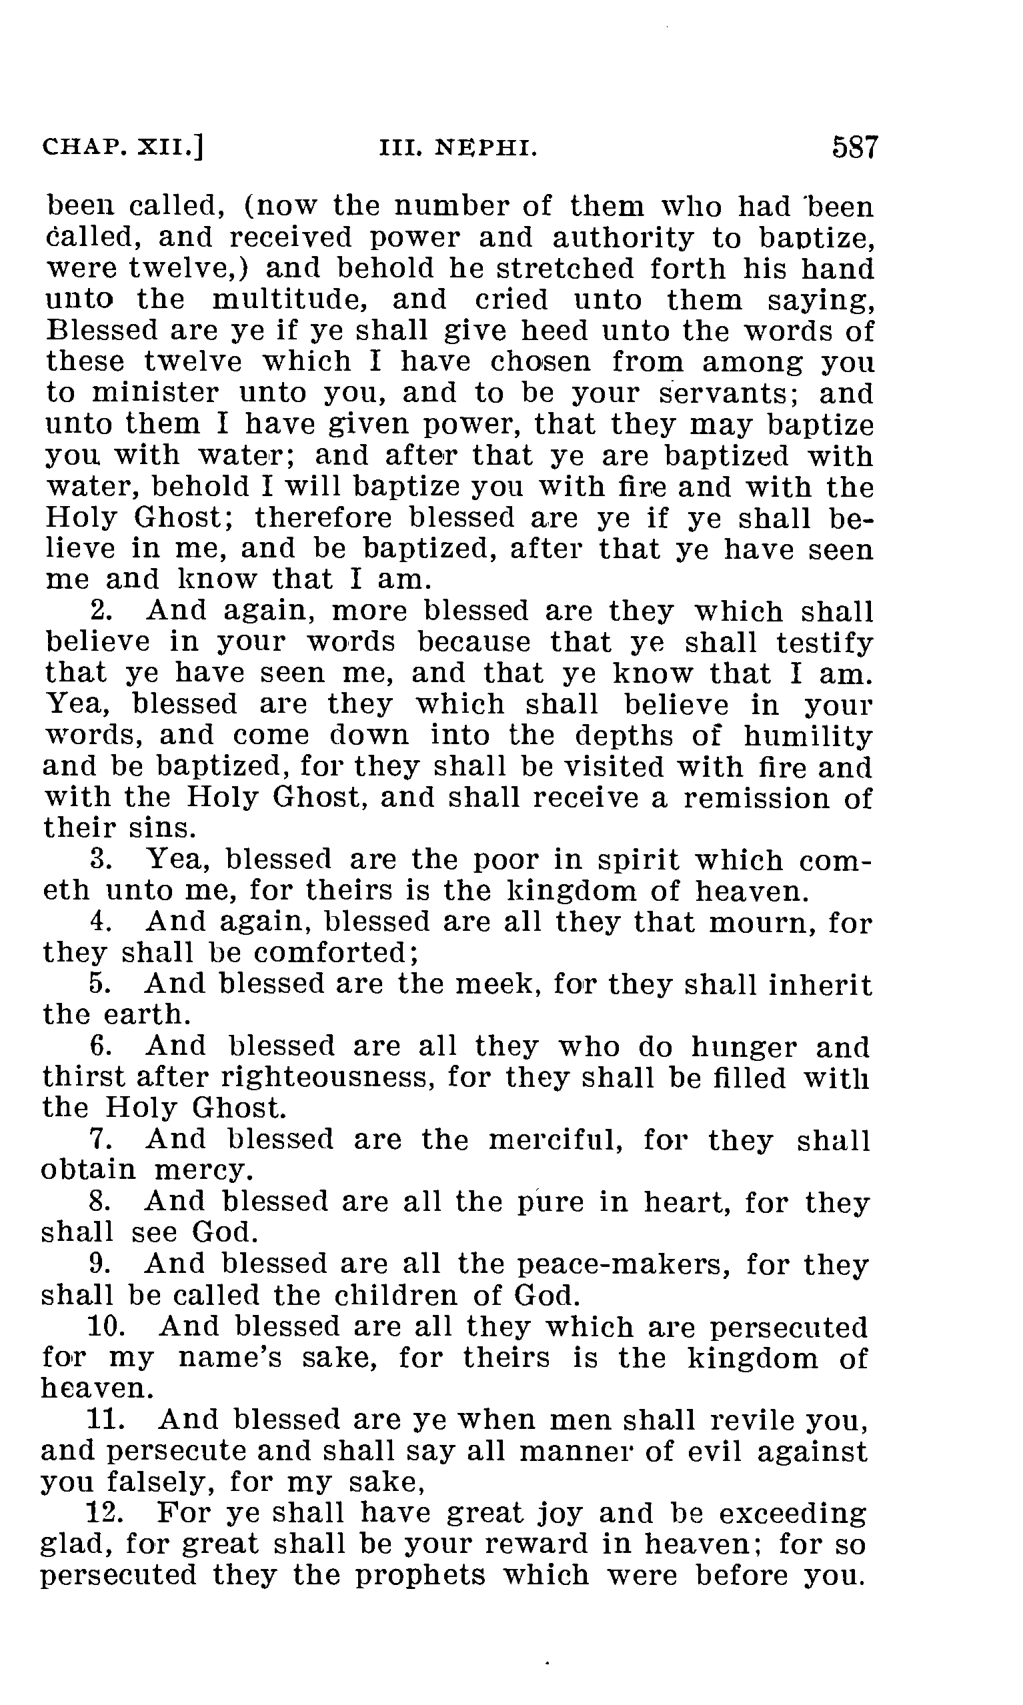 CHAP. XII.] III. NEPHI. 587
been called, (now the number of them who had been
called, and received power and authority to baptize,
were twelve,) and behold he stretched forth his hand
unto the multitude, and cried unto them saying,
Blessed are ye if ye shall give heed unto the words of
these twelve which I have chosen from among you
to minister unto you, and to be your servants; and
unto them I have given power, that they may baptize
you with water; and after that ye are baptized with
water, behold I will baptize you with fire and with the
Holy Ghost; therefore blessed are ye if ye shall be-
lieve in me, and be baptized, after that ye have seen
me and know that I am.
2. And again, more blessed are they which shall
believe in your words because that ye shall testify
that ye have seen me, and that ye know that I am.
Yea, blessed are they which shall believe in your
words, and come down into the depths of humility
and be baptized, for they shall be visited with fire and
with the Holy Ghost, and shall receive a remission of
their sins.
3. Yea, blessed are the poor in spirit which com-
eth unto me, for theirs is the kingdom of heaven.
4. And again, blessed are all they that mourn, for
they shall be comforted;
5. And blessed are the meek, for they shall inherit
the earth.
6. And blessed are all they who do hunger and
thirst after righteousness, for they shall be filled with
the Holy Ghost.
7. And blessed are the merciful, for they shall
obtain mercy.
8. And blessed are all the pure in heart, for they
shall see God.
9. And blessed are all the peace-makers, for they
shall be called the children of God.
10. And blessed are all they which are persecuted
for my name's sake, for theirs is the kingdom of
heaven.
11. And blessed are ye when men shall revile you,
and persecute and shall say all manner of evil against
you falsely, for my sake,
12. For ye shall have great joy and be exceeding
glad, for great shall be your reward in heaven; for so
persecuted they the prophets which were before you.